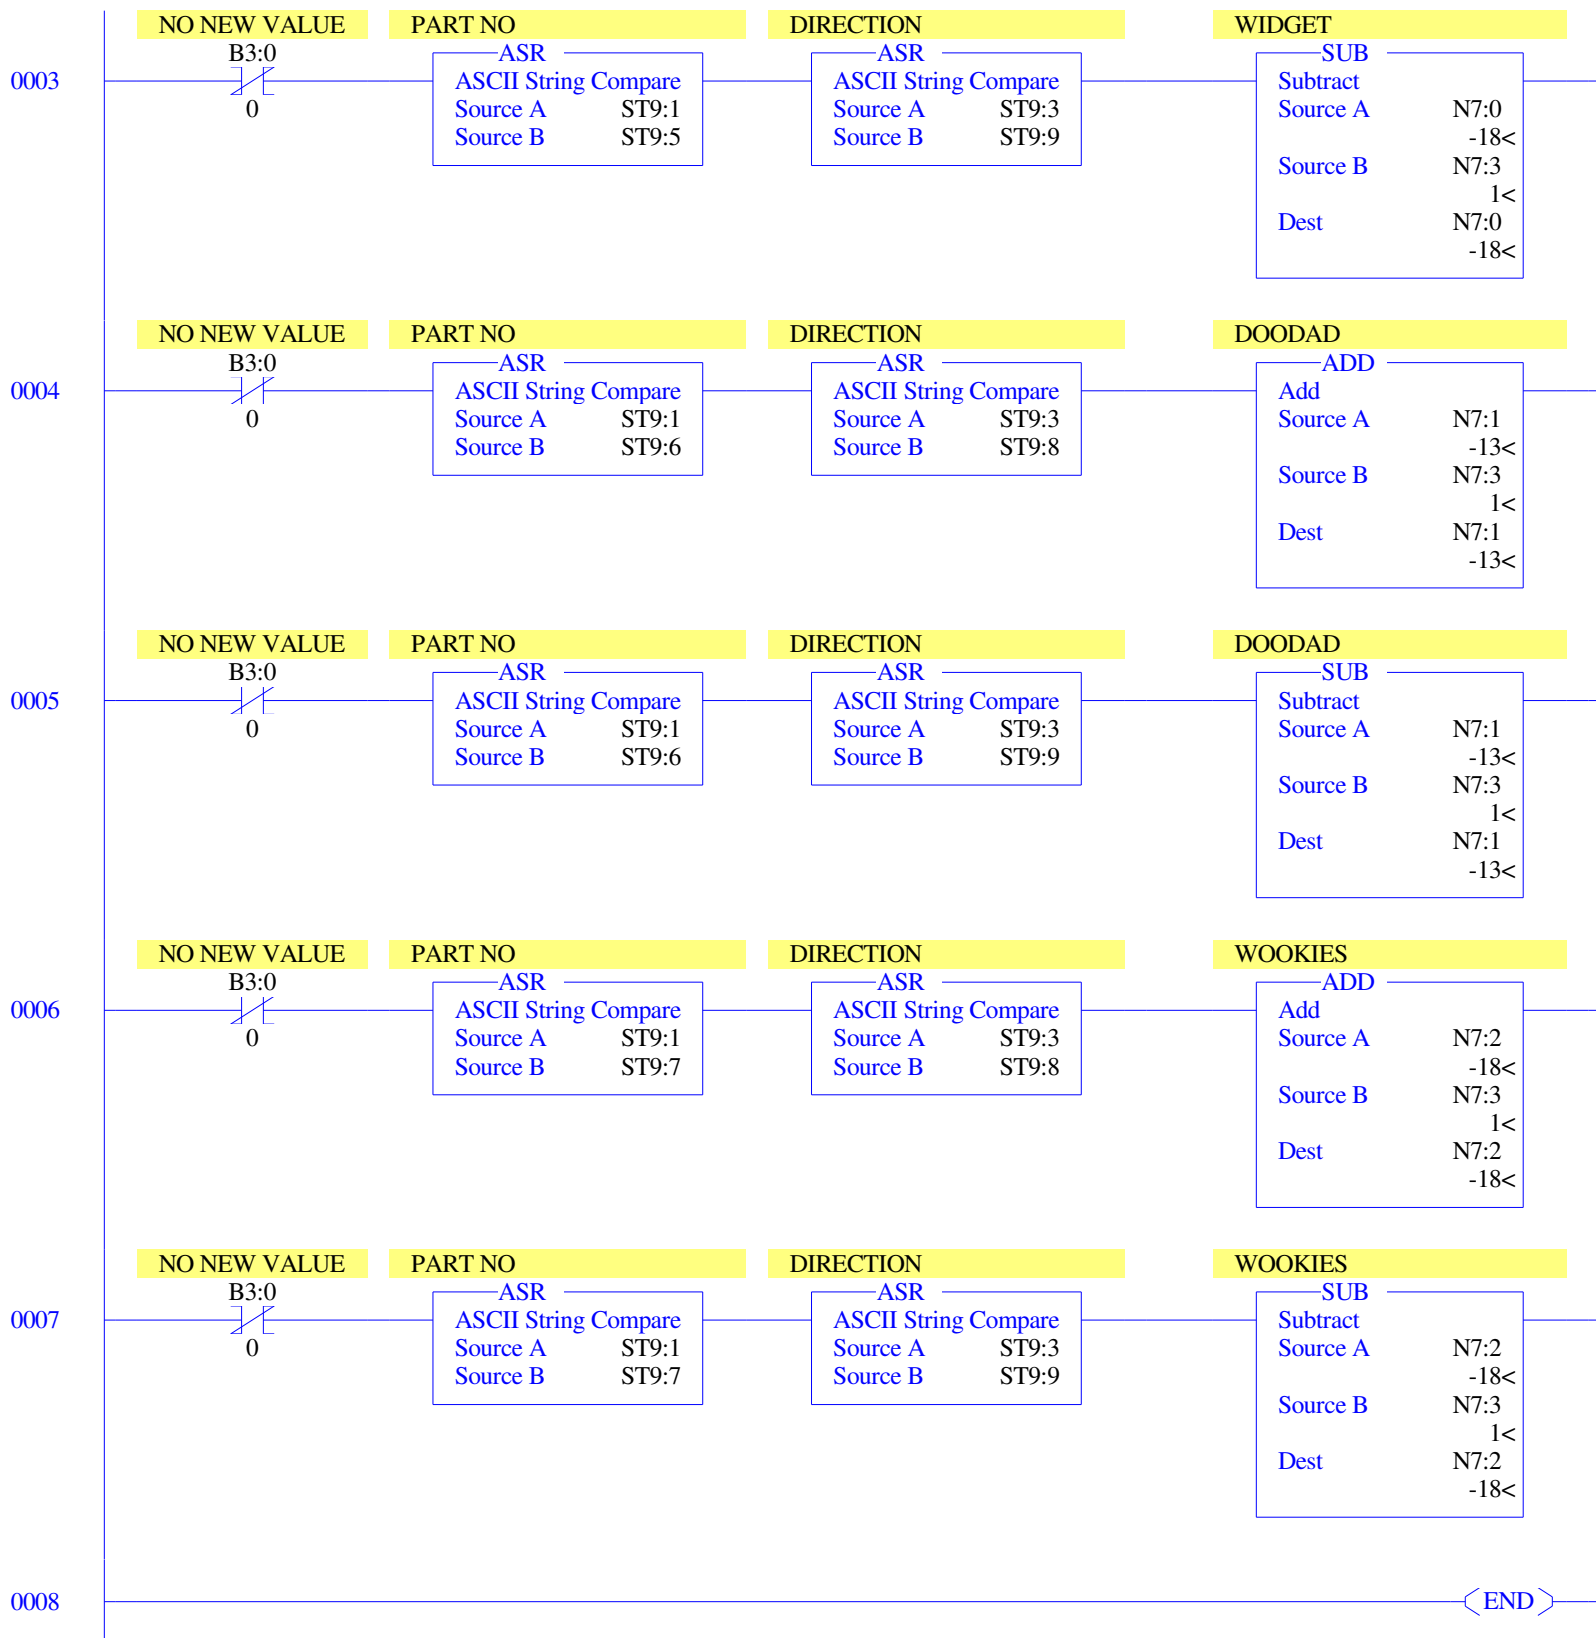 NO NEW VALUE PART NO DIRECTION WIDGET
B3:0 ASR ASR SUB
0003 ASCII String Compare ASCII String Compare Subtract
0 Source A ST9:1 Source A ST9:3 Source A N7:0
Source B ST9:5 Source B ST9:9 -18<
Source B N7:3
1<
Dest N7:0
-18<
NO NEW VALUE PART NO DIRECTION DOODAD
B3:0 ASR ASR ADD
0004 ASCII String Compare ASCII String Compare Add
0 Source A ST9:1 Source A ST9:3 Source A N7:1
Source B ST9:6 Source B ST9:8 -13<
Source B N7:3
1<
Dest N7:1
-13<
NO NEW VALUE PART NO DIRECTION DOODAD
B3:0 ASR ASR SUB
0005 ASCII String Compare ASCII String Compare Subtract
0 Source A ST9:1 Source A ST9:3 Source A N7:1
Source B ST9:6 Source B ST9:9 -13<
Source B N7:3
1<
Dest N7:1
-13<
NO NEW VALUE PART NO DIRECTION WOOKIES
B3:0 ASR ASR ADD
0006 ASCII String Compare ASCII String Compare Add
0 Source A ST9:1 Source A ST9:3 Source A N7:2
Source B ST9:7 Source B ST9:8 -18<
Source B N7:3
1<
Dest N7:2
-18<
NO NEW VALUE PART NO DIRECTION WOOKIES
B3:0 ASR ASR SUB
0007 ASCII String Compare ASCII String Compare Subtract
0 Source A ST9:1 Source A ST9:3 Source A N7:2
Source B ST9:7 Source B ST9:9 -18<
Source B N7:3
1<
Dest N7:2
-18<
0008 END